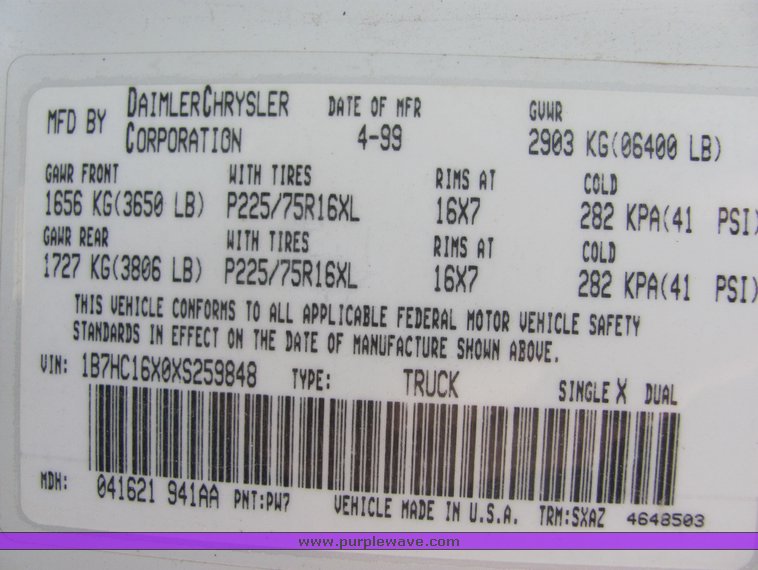 MFD BY DAIMLERCHRYSLER CORPORATION DATE OF MFR 4-99 GVWR 2903 KG(06400 LB)
GAWR FRONT WITH TIRES RIMS AT COLD
1656 KG(3650 LB) P225/75R16XL 16X7 282 KPA(41 PSI)
GAWR REAR WITH TIRES RIMS AT COLD
1727 KG(3806 LB) P225/75R16XL 16X7 282 KPA(41 PSI)
THIS VEHICLE CONFORMS TO ALL APPLICABLE FEDERAL MOTOR VEHICLE SAFETY
STANDARDS IN EFFECT ON THE DATE OF MANUFACTURE SHOWN ABOVE.
VIN: 1B7HC16X0XS259848 TYPE: TRUCK SINGLE X DUAL
MDH: 041621 941AA PNT:PW7 VEHICLE MADE IN U.S.A. TRM:SXAZ 4648503
www.purplewave.com